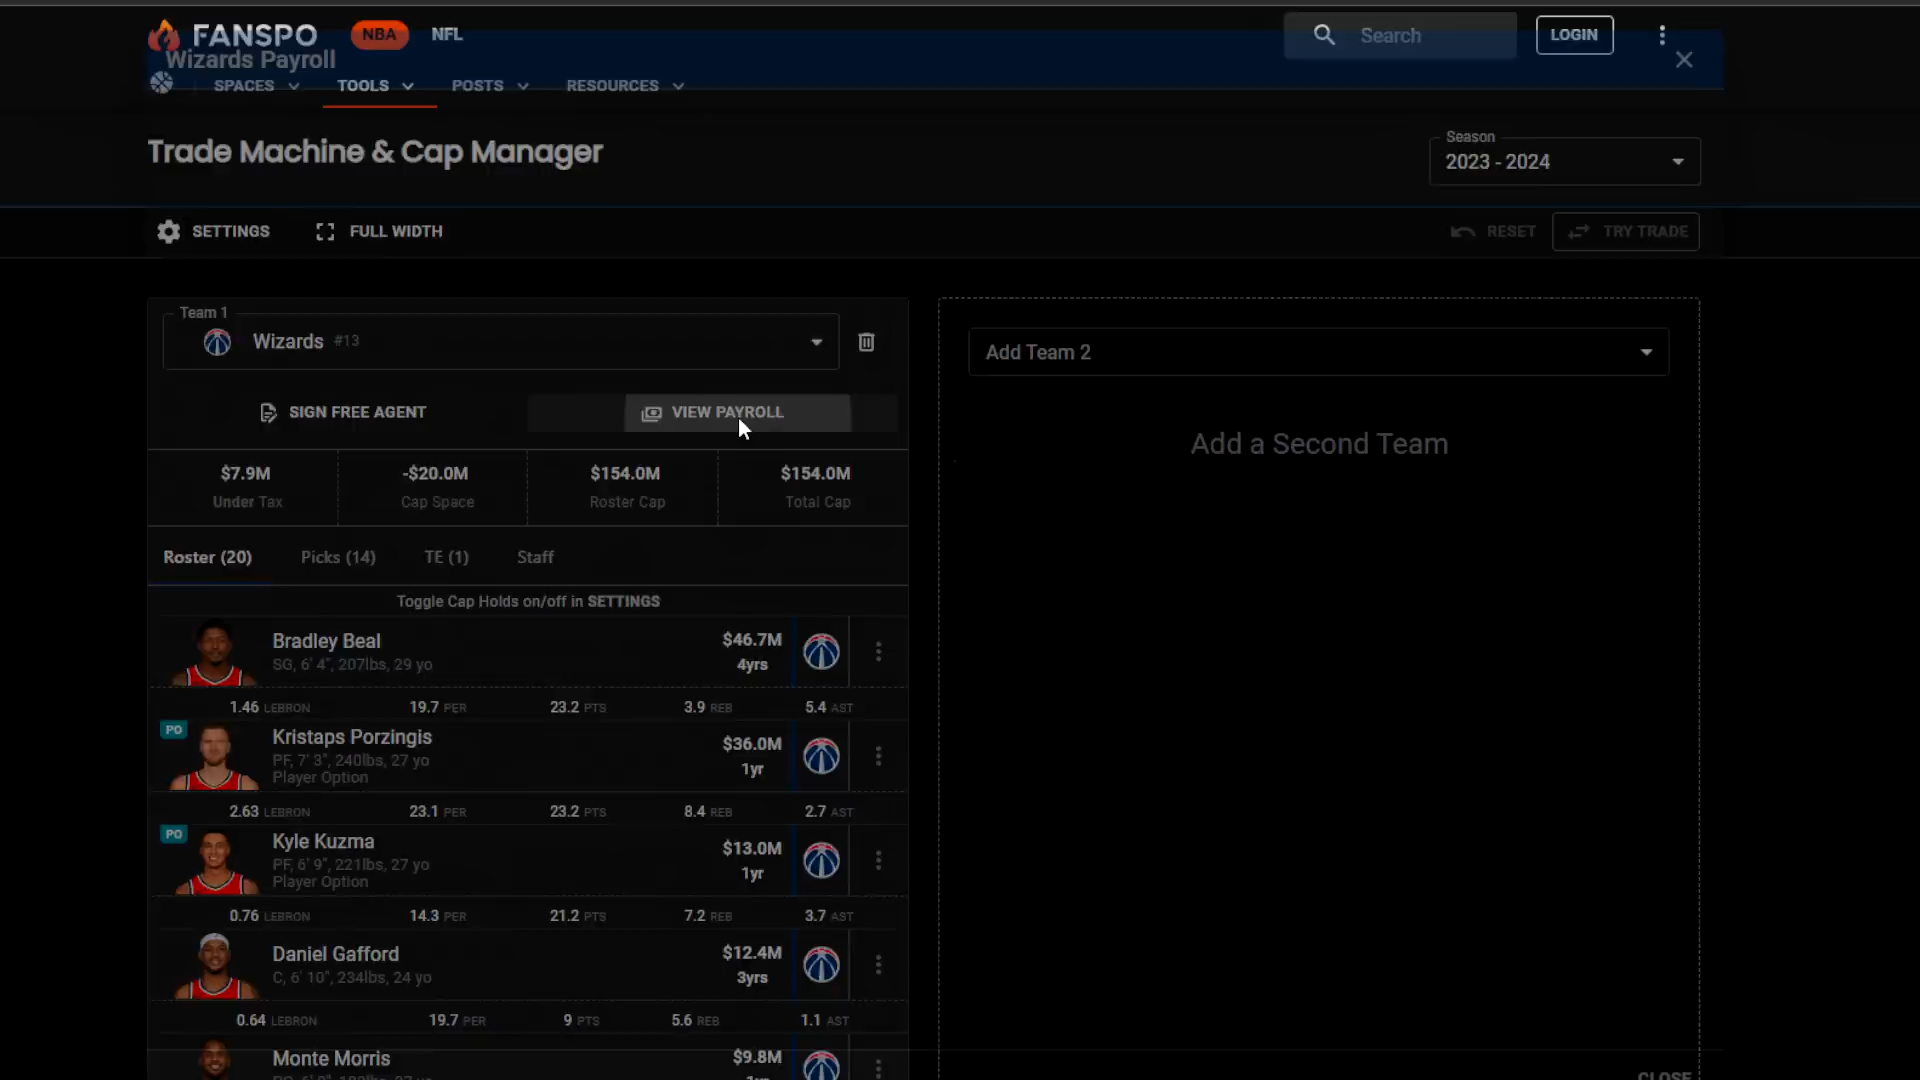 FANSPO NBA NFL Search LOGIN
Wizards Payroll
SPACES TOOLS POSTS RESOURCES
Trade Machine & Cap Manager
Season
2023 - 2024
SETTINGS FULL WIDTH RESET TRY TRADE
Team 1
Wizards #13
Add Team 2
SIGN FREE AGENT VIEW PAYROLL
Add a Second Team
$7.9M -$20.0M $154.0M $154.0M
Under Tax Cap Space Roster Cap Total Cap
Roster (20) Picks (14) TE (1) Staff
Toggle Cap Holds on/off in SETTINGS
Bradley Beal $46.7M
SG, 6' 4", 207lbs, 29 yo 4yrs
1.46 LEBRON 19.7 PER 23.2 PTS 3.9 REB 5.4 AST
PO
Kristaps Porzingis $36.0M
PF, 7' 3", 240lbs, 27 yo 1yr
Player Option
2.63 LEBRON 23.1 PER 23.2 PTS 8.4 REB 2.7 AST
PO
Kyle Kuzma $13.0M
PF, 6' 9", 221lbs, 27 yo 1yr
Player Option
0.76 LEBRON 14.3 PER 21.2 PTS 7.2 REB 3.7 AST
Daniel Gafford $12.4M
C, 6' 10", 234lbs, 24 yo 3yrs
0.64 LEBRON 19.7 PER 9 PTS 5.6 REB 1.1 AST
Monte Morris $9.8M
CLOSE